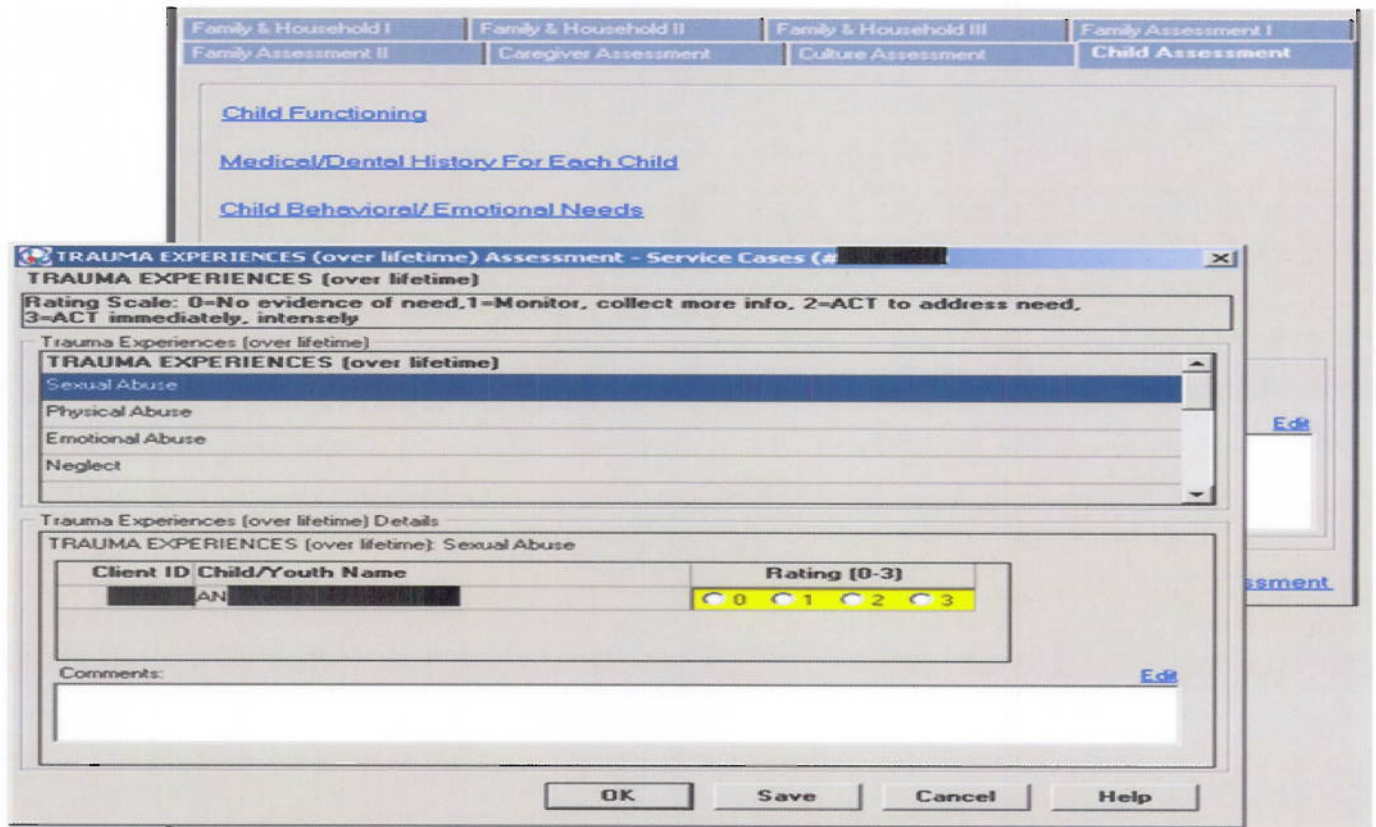 Family & Household I Family & Household II Family & Household III Family Assessment I
Family Assessment II Caregiver Assessment Culture Assessment Child Assessment
Child Functioning
Medical/Dental History For Each Child
Child Behavioral/ Emotional Needs
TRAUMA EXPERIENCES (over lifetime) Assessment - Service Cases (#
TRAUMA EXPERIENCES (over lifetime)
Rating Scale: 0=No evidence of need,1=Monitor, collect more info, 2=ACT to address need,
3=ACT immediately, intensely
Trauma Experiences (over lifetime)
TRAUMA EXPERIENCES (over lifetime)
Sexual Abuse
Physical Abuse
Emotional Abuse
Neglect
Edit
Trauma Experiences (over lifetime) Details
TRAUMA EXPERIENCES (over lifetime): Sexual Abuse
Client ID Child/Youth Name Rating (0-3)
AN 0 1 2 3
ssment
Comments: Edit
OK Save Cancel Help